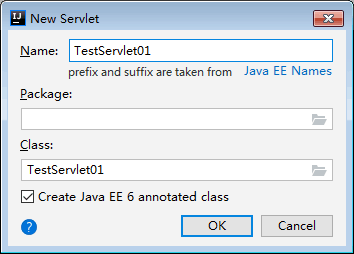 New Servlet
Name: TestServlet01
prefix and suffix are taken from Java EE Names
Package:
Class:
TestServlet01
Create Java EE 6 annotated class
? OK Cancel